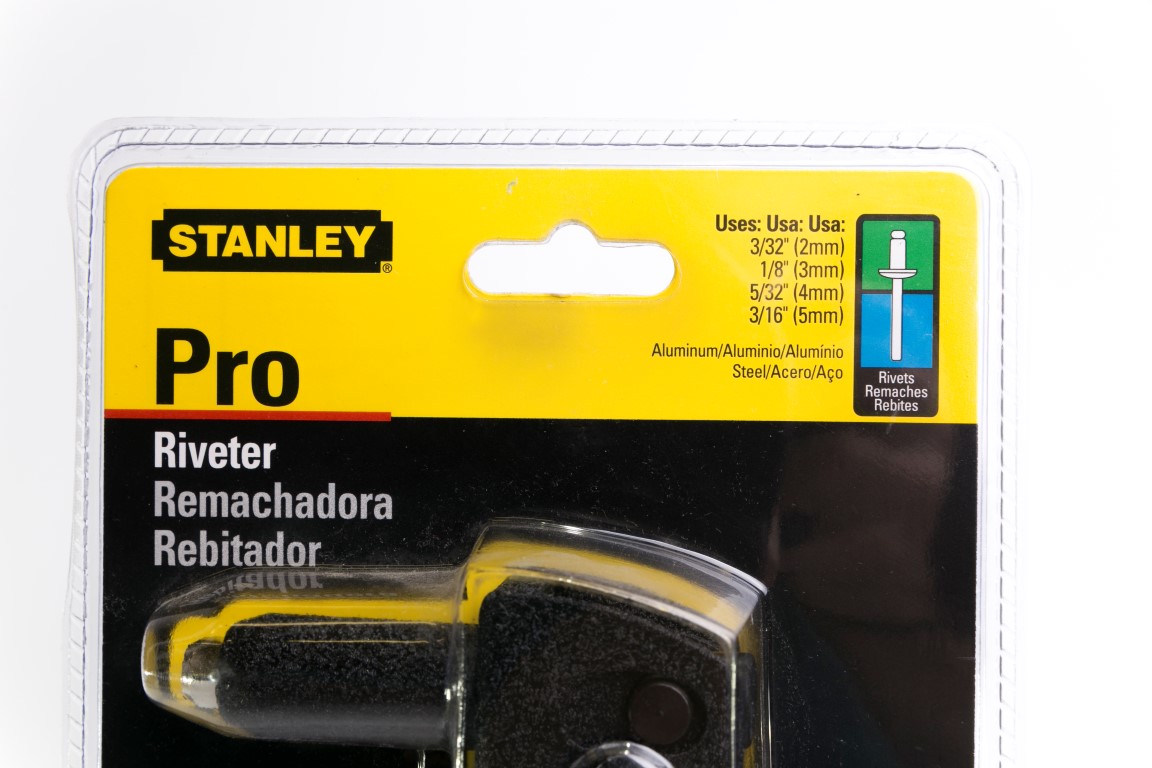 STANLEY®
Pro
Riveter
Remachadora
Rebitador
Uses: Usa: Usa:
3/32" (2mm)
1/8" (3mm)
5/32" (4mm)
3/16" (5mm)
Aluminum/Aluminio/Alumínio
Steel/Acero/Aço
Rivets
Remaches
Rebites